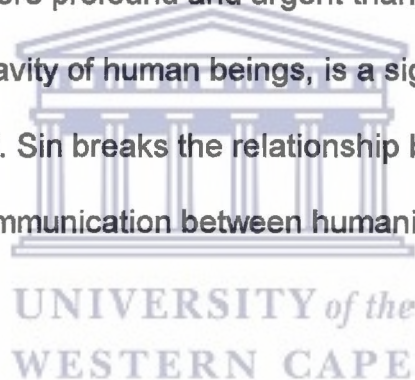 ers profound and urgent than
avity of human beings, is a sig
. Sin breaks the relationship b
mmunication between humani
UNIVERSITY of the
WESTERN CAPE